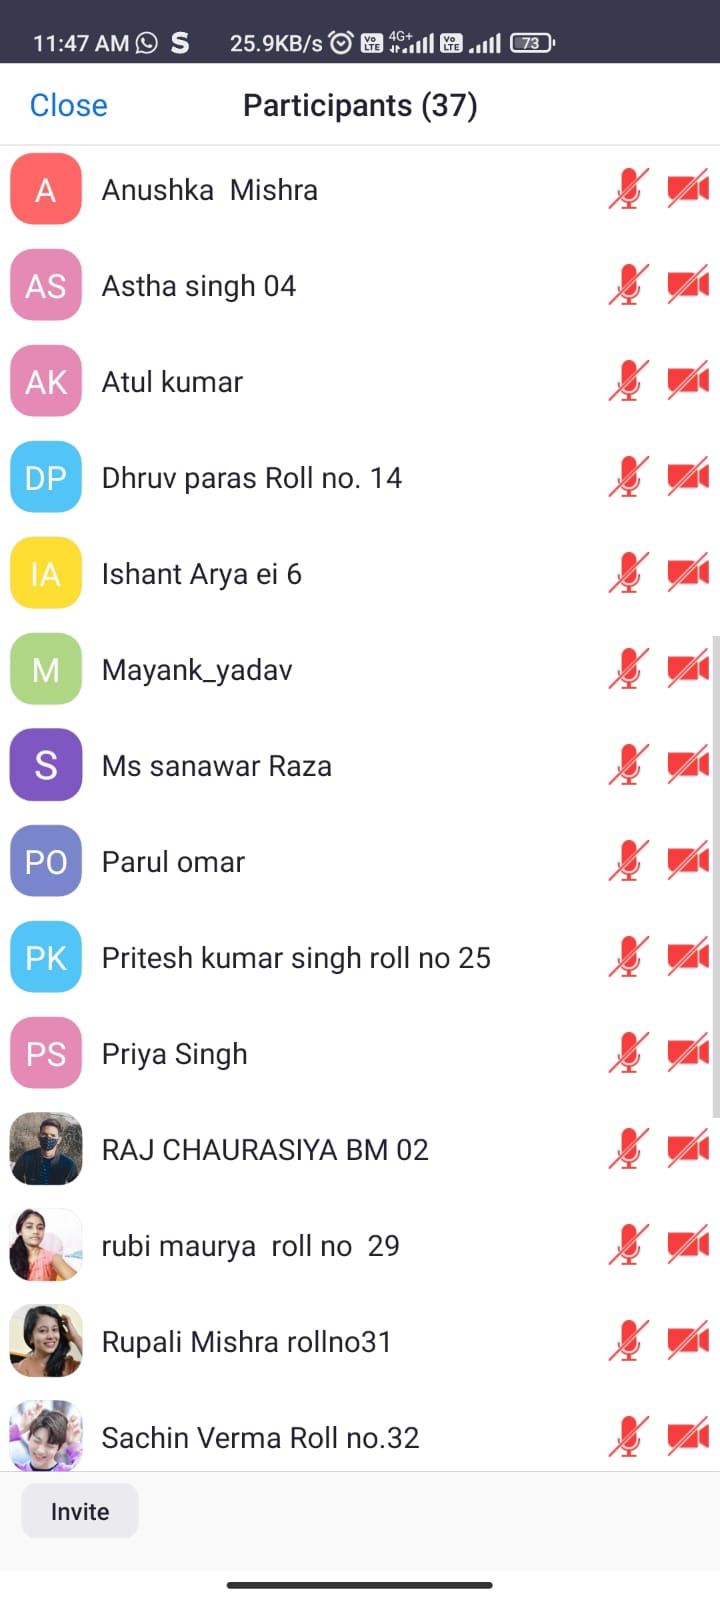 11:47 AM S 25.9KB/s Vo LTE 4G+ Vo LTE 73
Close Participants (37)
A Anushka  Mishra
AS Astha singh 04
AK Atul kumar
DP Dhruv paras Roll no. 14
IA Ishant Arya ei 6
M Mayank_yadav
S Ms sanawar Raza
PO Parul omar
PK Pritesh kumar singh roll no 25
PS Priya Singh
RAJ CHAURASIYA BM 02
rubi maurya  roll no  29
Rupali Mishra rollno31
Sachin Verma Roll no.32
Invite